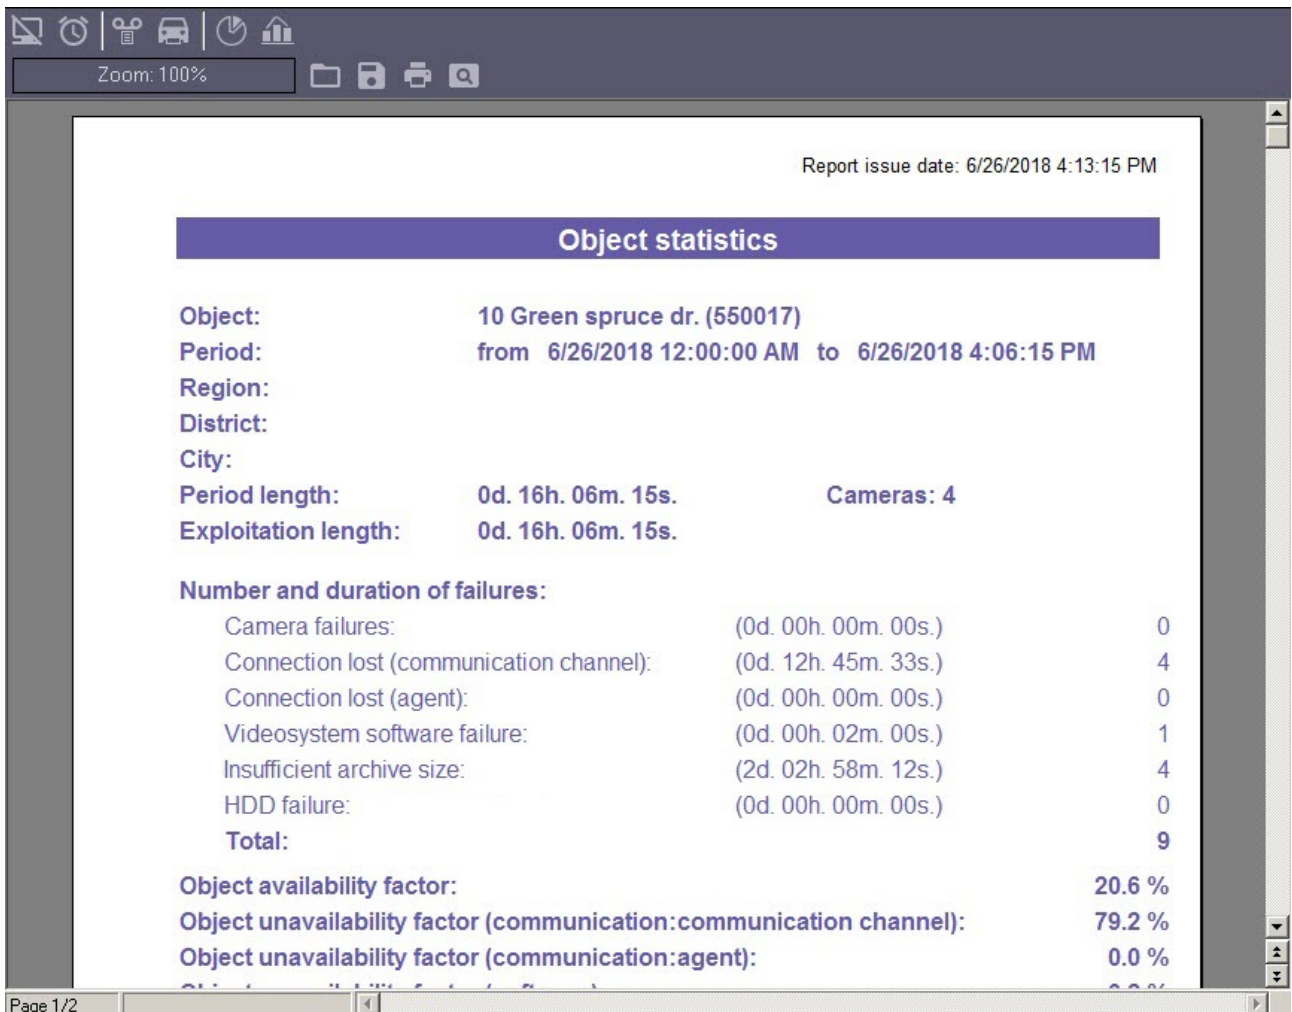 Zoom: 100%
Report issue date: 6/26/2018 4:13:15 PM
Object statistics
Object: 10 Green spruce dr. (550017)
Period: from 6/26/2018 12:00:00 AM to 6/26/2018 4:06:15 PM
Region:
District:
City:
Period length: 0d. 16h. 06m. 15s. Cameras: 4
Exploitation length: 0d. 16h. 06m. 15s.
Number and duration of failures:
Camera failures: (0d. 00h. 00m. 00s.) 0
Connection lost (communication channel): (0d. 12h. 45m. 33s.) 4
Connection lost (agent): (0d. 00h. 00m. 00s.) 0
Videosystem software failure: (0d. 00h. 02m. 00s.) 1
Insufficient archive size: (2d. 02h. 58m. 12s.) 4
HDD failure: (0d. 00h. 00m. 00s.) 0
Total: 9
Object availability factor: 20.6 %
Object unavailability factor (communication:communication channel): 79.2 %
Object unavailability factor (communication:agent): 0.0 %
Page 1/2